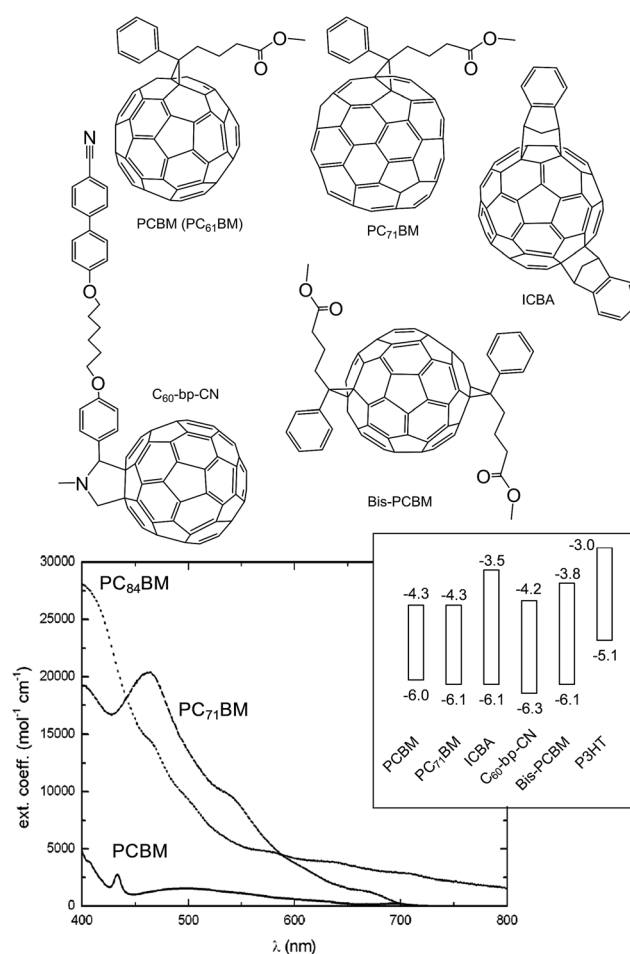 O
O
PCBM (PC₆₁BM)
O
O
PC₇₁BM
ICBA
N
O
O
C₆₀-bp-CN
N
O
O
O
O
Bis-PCBM
30000
25000
20000
15000
10000
5000
0
ext. coeff. (mol⁻¹ cm⁻¹)
PC₈₄BM
PC₇₁BM
PCBM
400
500
600
700
800
λ (nm)
-4.3
-4.3
-3.5
-4.2
-3.8
-3.0
-6.0
-6.1
-6.1
-6.3
-6.1
-5.1
PCBM
PC₇₁BM
ICBA
C₆₀-bp-CN
Bis-PCBM
P3HT